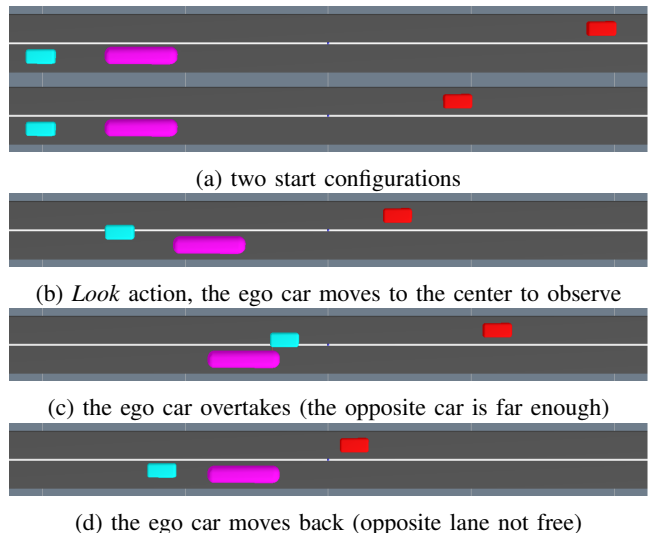 (a) two start configurations
(b) Look action, the ego car moves to the center to observe
(c) the ego car overtakes (the opposite car is far enough)
(d) the ego car moves back (opposite lane not free)